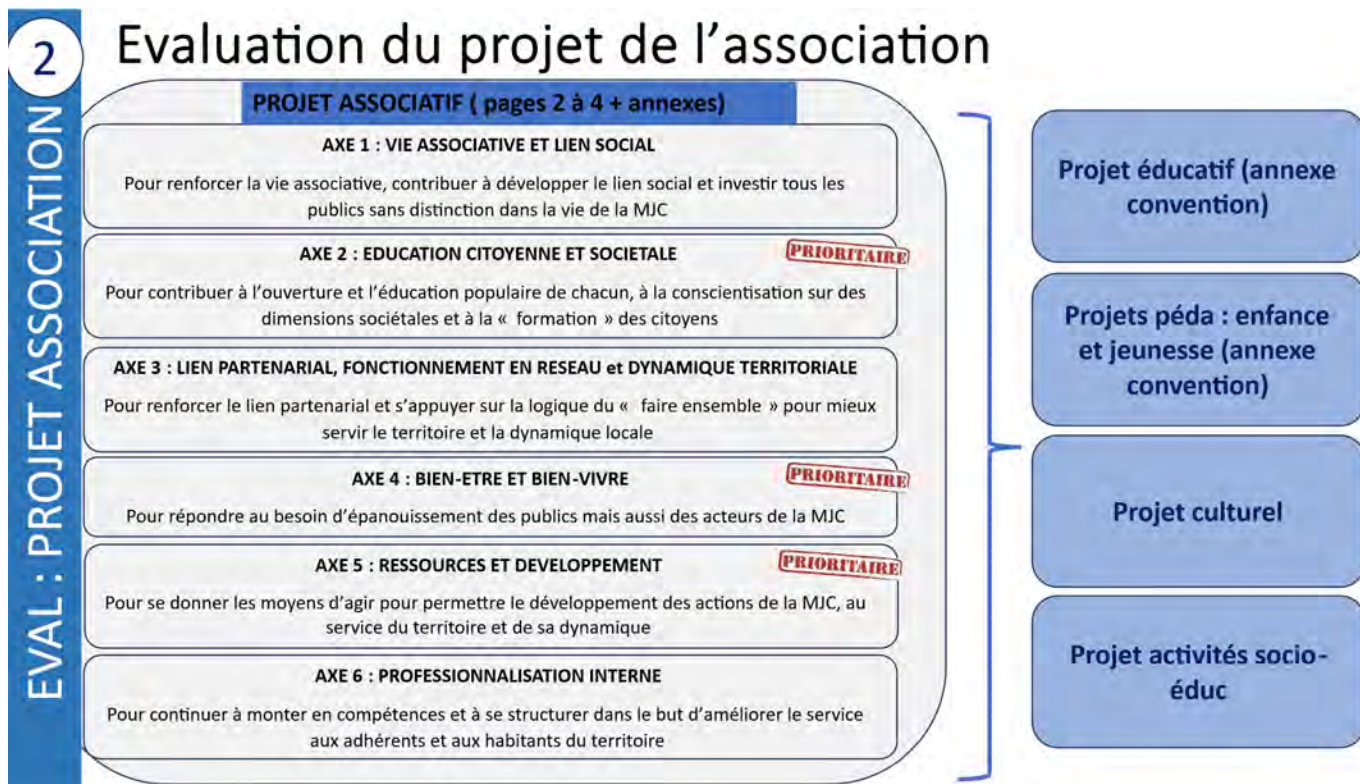 2
Evaluation du projet de l'association
EVAL : PROJET ASSOCIATION
PROJET ASSOCIATIF ( pages 2 à 4 + annexes)
AXE 1 : VIE ASSOCIATIVE ET LIEN SOCIAL
Pour renforcer la vie associative, contribuer à développer le lien social et investir tous les
publics sans distinction dans la vie de la MJC
AXE 2 : EDUCATION CITOYENNE ET SOCIETALE
PRIORITAIRE
Pour contribuer à l'ouverture et l'éducation populaire de chacun, à la conscientisation sur des
dimensions sociétales et à la « formation » des citoyens
AXE 3 : LIEN PARTENARIAL, FONCTIONNEMENT EN RESEAU et DYNAMIQUE TERRITORIALE
Pour renforcer le lien partenarial et s'appuyer sur la logique du « faire ensemble » pour mieux
servir le territoire et la dynamique locale
AXE 4 : BIEN-ETRE ET BIEN-VIVRE
PRIORITAIRE
Pour répondre au besoin d'épanouissement des publics mais aussi des acteurs de la MJC
AXE 5 : RESSOURCES ET DEVELOPPEMENT
PRIORITAIRE
Pour se donner les moyens d'agir pour permettre le développement des actions de la MJC, au
service du territoire et de sa dynamique
AXE 6 : PROFESSIONNALISATION INTERNE
Pour continuer à monter en compétences et à se structurer dans le but d'améliorer le service
aux adhérents et aux habitants du territoire
Projet éducatif (annexe
convention)
Projets péda : enfance
et jeunesse (annexe
convention)
Projet culturel
Projet activités socio-
éduc